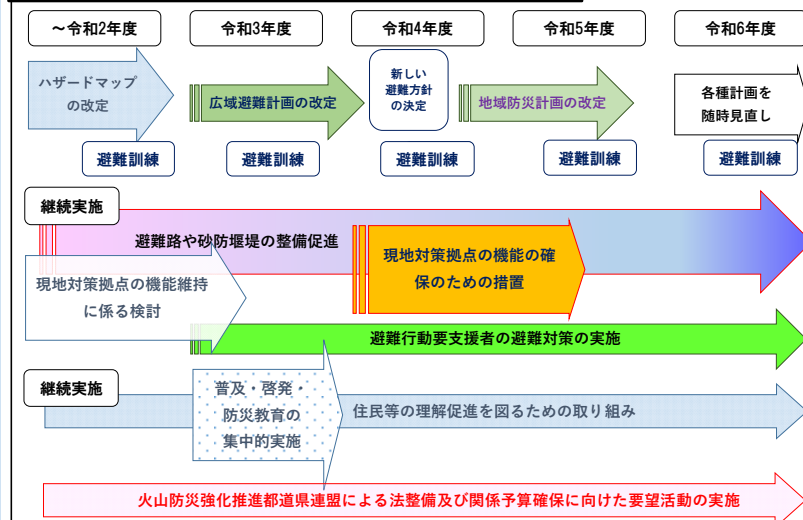 ～令和2年度
令和3年度
令和4年度
令和5年度
令和6年度
ハザードマップ
の改定
広域避難計画の改定
新しい
避難方針
の決定
地域防災計画の改定
各種計画を
随時見直し
避難訓練
避難訓練
避難訓練
避難訓練
避難訓練
継続実施
避難路や砂防堰堤の整備促進
現地対策拠点の機能の確
保のための措置
現地対策拠点の機能維持
に係る検討
避難行動要支援者の避難対策の実施
継続実施
普及・啓発・
防災教育の
集中的実施
住民等の理解促進を図るための取り組み
火山防災強化推進都道県連盟による法整備及び関係予算確保に向けた要望活動の実施